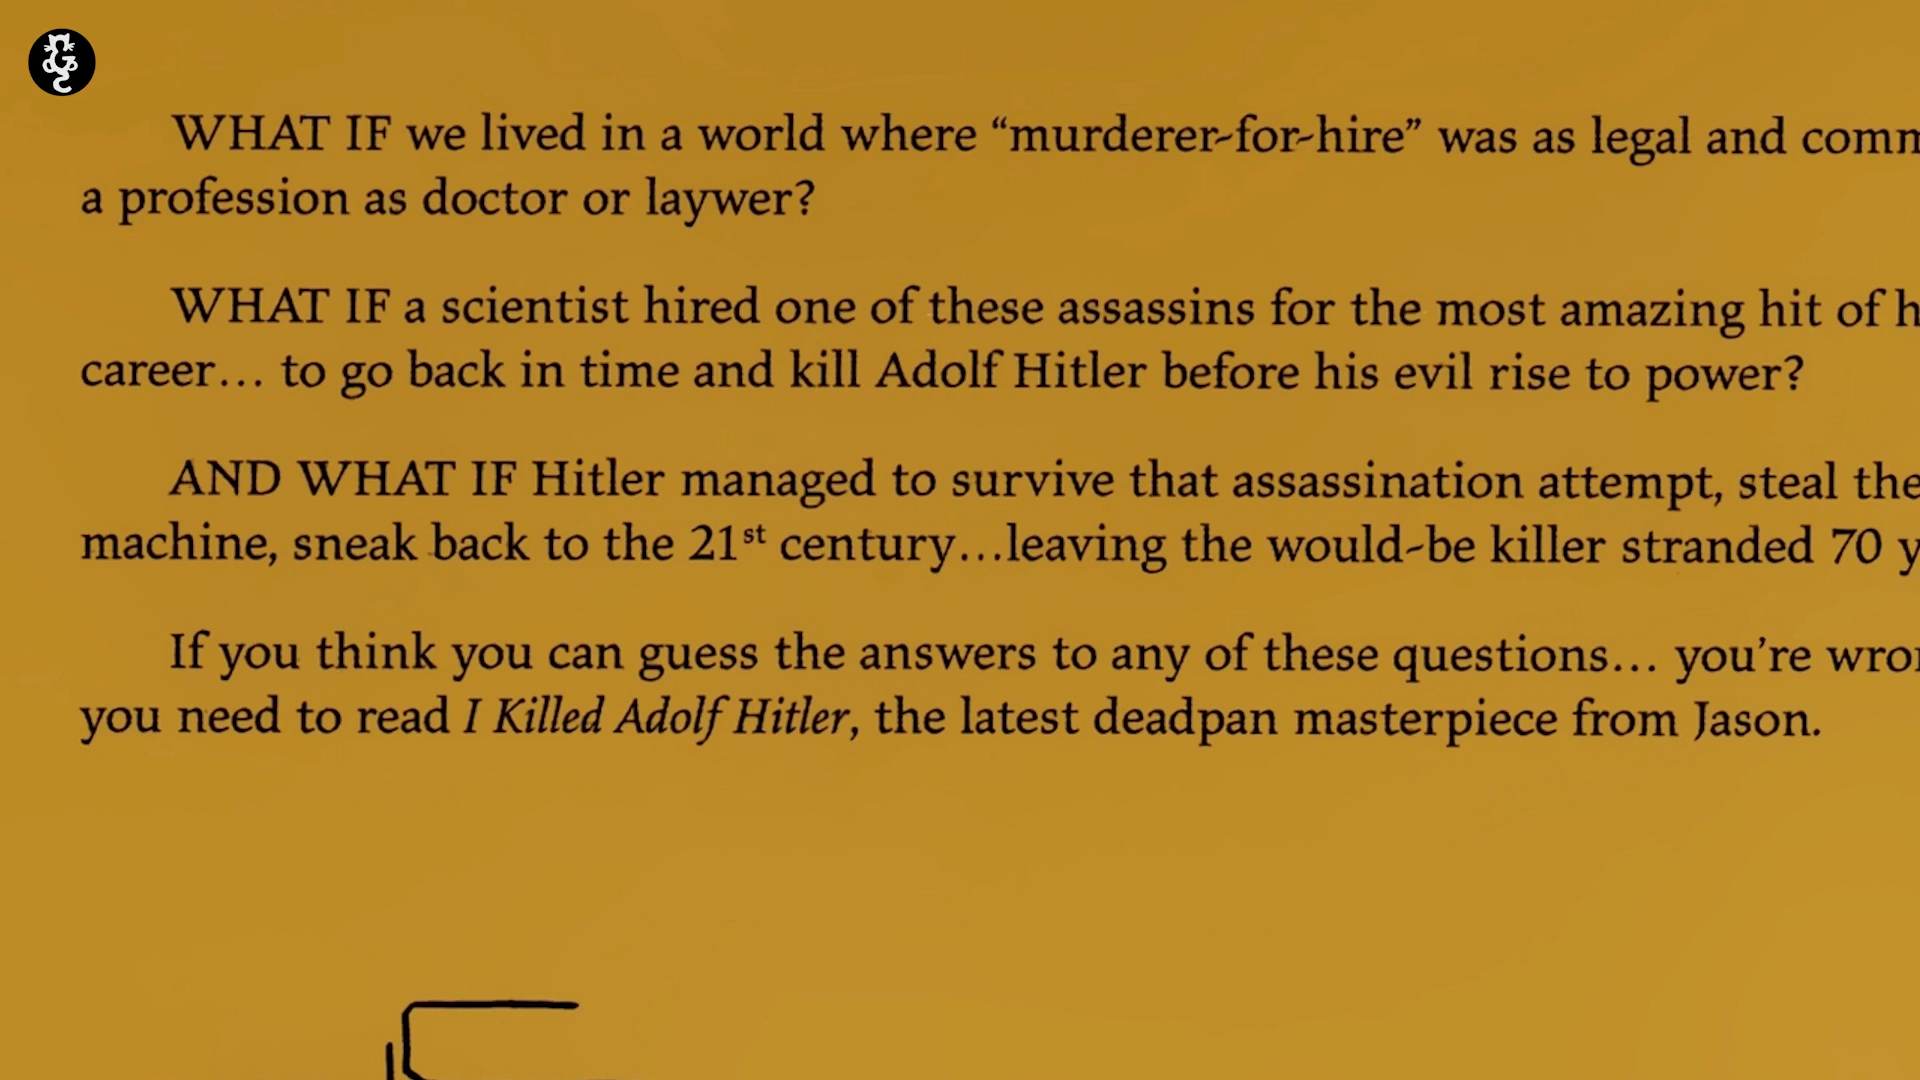 WHAT IF we lived in a world where “murderer-for-hire” was as legal and comm
a profession as doctor or laywer?
WHAT IF a scientist hired one of these assassins for the most amazing hit of h
career… to go back in time and kill Adolf Hitler before his evil rise to power?
AND WHAT IF Hitler managed to survive that assassination attempt, steal the
machine, sneak back to the 21st century…leaving the would-be killer stranded 70 y
If you think you can guess the answers to any of these questions… you’re wro
you need to read I Killed Adolf Hitler, the latest deadpan masterpiece from Jason.